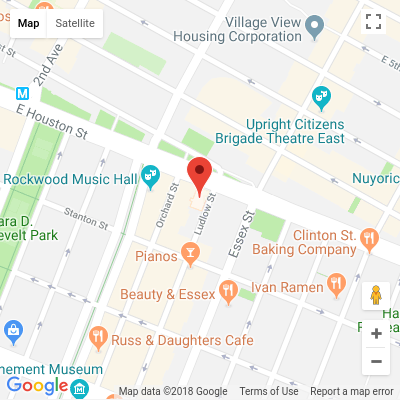 Map
Satellite
Village View
Housing Corporation
2nd Ave
E 5th
M
E Houston St
Upright Citizens
Brigade Theatre East
Rockwood Music Hall
Nuyoric
Orchard St
Ludlow St
Essex St
Stanton St
ara D.
evelt Park
Clinton St.
Baking Company
Pianos
Beauty & Essex
Ivan Ramen
Ha
Russ & Daughters Cafe
nement Museum
Google
Map data ©2018 Google
Terms of Use
Report a map error